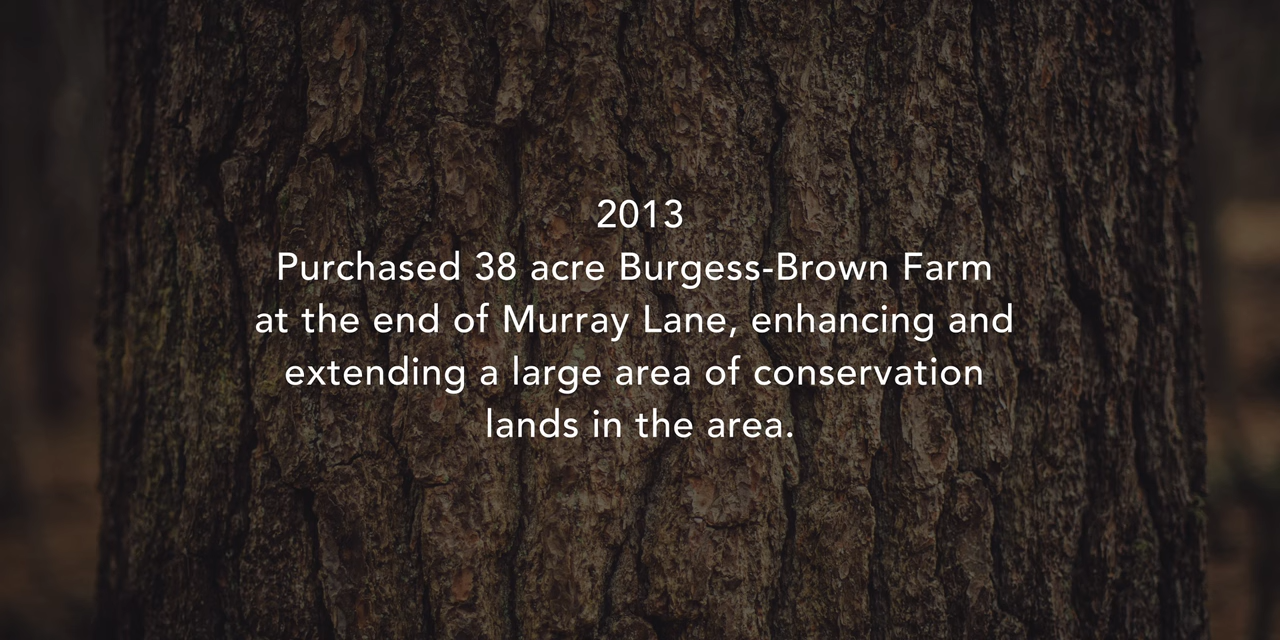 2013
Purchased 38 acre Burgess-Brown Farm
at the end of Murray Lane, enhancing and
extending a large area of conservation
lands in the area.